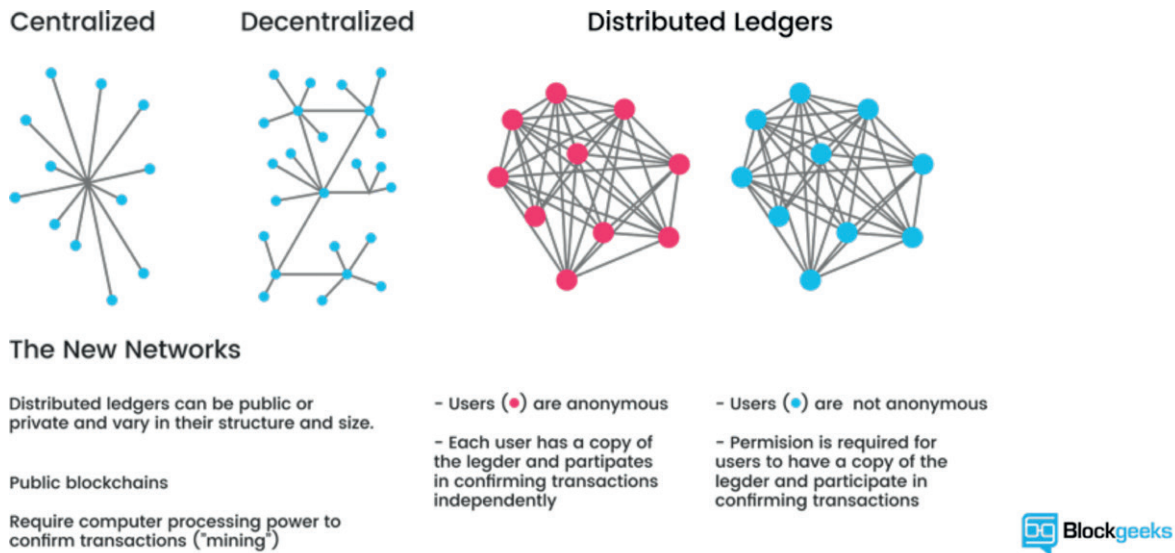 Centralized
Decentralized
Distributed Ledgers
The New Networks
Distributed ledgers can be public or
private and vary in their structure and size.
Public blockchains
Require computer processing power to
confirm transactions ("mining")
- Users (●) are anonymous
- Each user has a copy of
the legder and partipates
in confirming transactions
independently
- Users (●) are not anonymous
- Permision is required for
users to have a copy of the
legder and participate in
confirming transactions
Blockgeeks